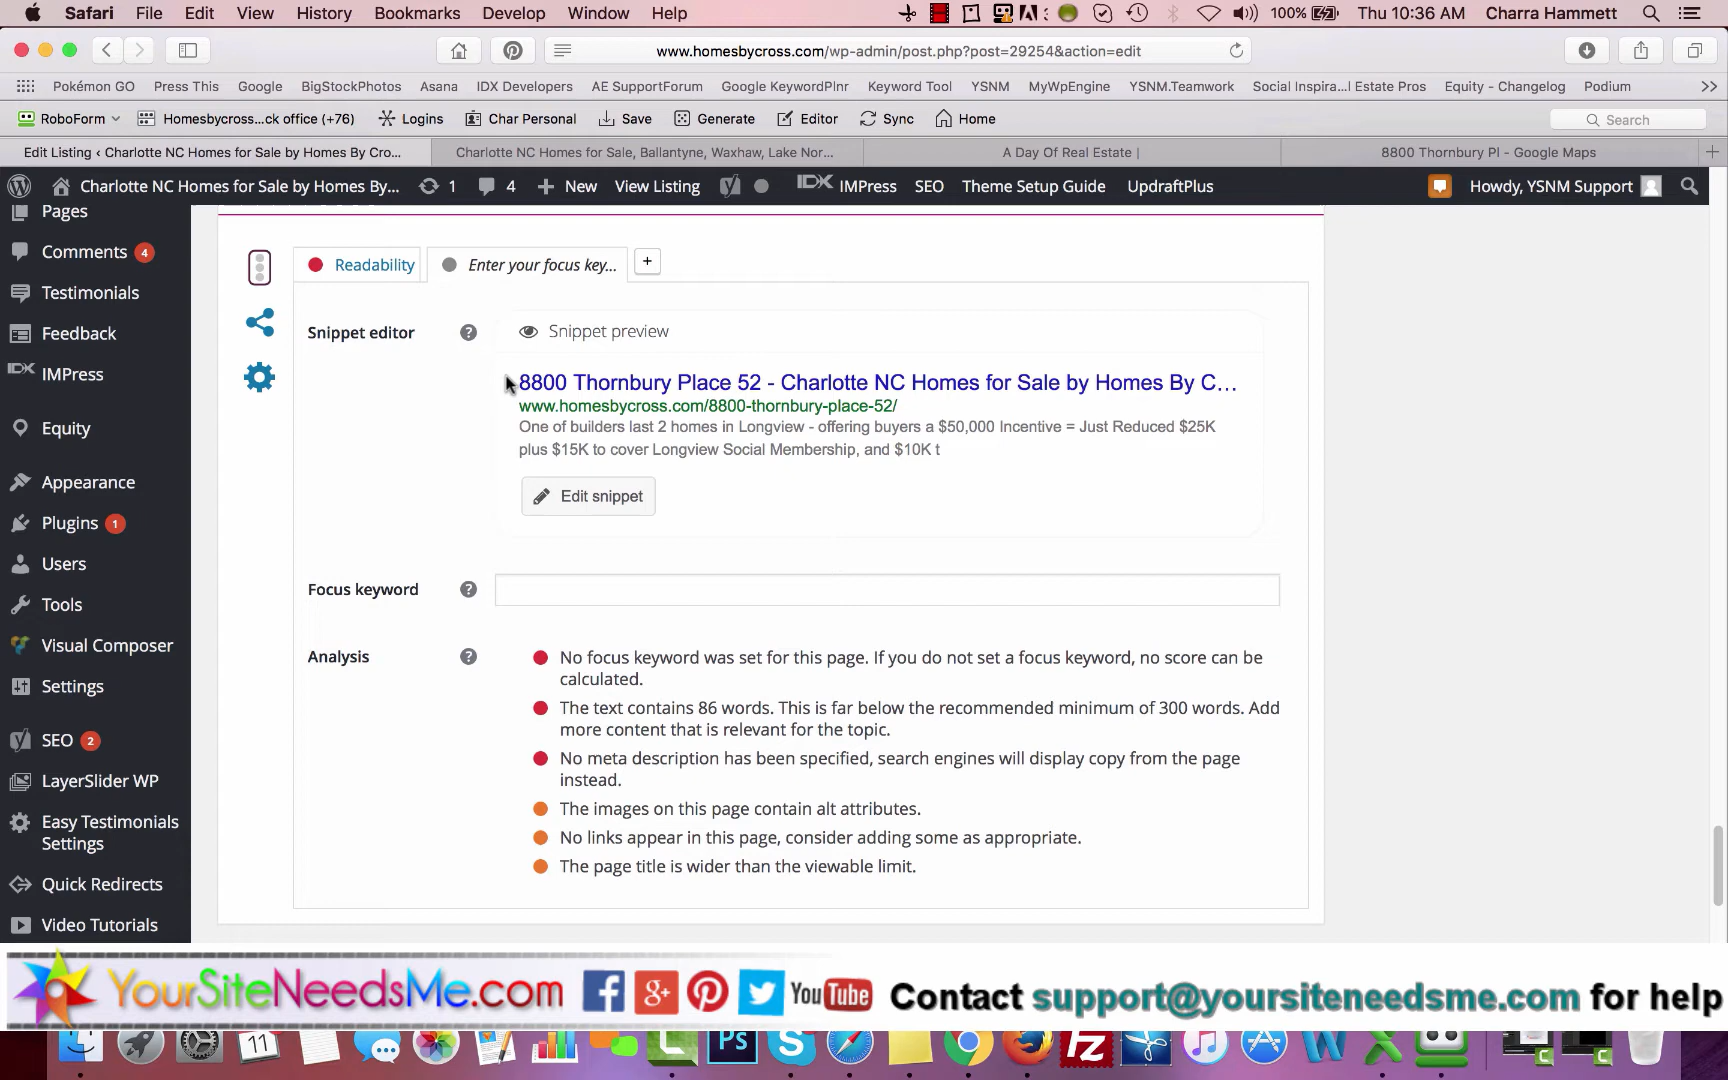 Safari File Edit View History Bookmarks Develop Window Help 100% Thu 10:36 AM Charra Hammett
www.homesbycross.com/wp-admin/post.php?post=29254&action=edit
Pokémon GO Press This Google BigStockPhotos Asana IDX Developers AE SupportForum Google KeywordPlnr Keyword Tool YSNM MyWpEngine YSNM.Teamwork Social Inspira...l Estate Pros Equity - Changelog Podium >>
RoboForm Homesbycross...ck office (+76) Logins Char Personal Save Generate Editor Sync Home Search
Edit Listing ‹ Charlotte NC Homes for Sale by Homes By Cro... Charlotte NC Homes for Sale, Ballantyne, Waxhaw, Lake Nor... A Day Of Real Estate | 8800 Thornbury Pl - Google Maps +
Charlotte NC Homes for Sale by Homes By... 1 4 + New View Listing IDX IMPress SEO Theme Setup Guide UpdraftPlus Howdy, YSNM Support
Pages
Comments 4
Testimonials
Feedback
IDX IMPress
Equity
Appearance
Plugins 1
Users
Tools
Visual Composer
Settings
SEO 2
LayerSlider WP
Easy Testimonials
Settings
Quick Redirects
Video Tutorials
Readability Enter your focus key... +
Snippet editor ? Snippet preview
8800 Thornbury Place 52 - Charlotte NC Homes for Sale by Homes By C...
www.homesbycross.com/8800-thornbury-place-52/
One of builders last 2 homes in Longview - offering buyers a $50,000 Incentive = Just Reduced $25K
plus $15K to cover Longview Social Membership, and $10K t
Edit snippet
Focus keyword ?
Analysis ?
No focus keyword was set for this page. If you do not set a focus keyword, no score can be
calculated.
The text contains 86 words. This is far below the recommended minimum of 300 words. Add
more content that is relevant for the topic.
No meta description has been specified, search engines will display copy from the page
instead.
The images on this page contain alt attributes.
No links appear in this page, consider adding some as appropriate.
The page title is wider than the viewable limit.
YourSiteNeedsMe.com f g+ YouTube Contact support@yoursiteneedsme.com for help
11 Ps S Fz W X C C